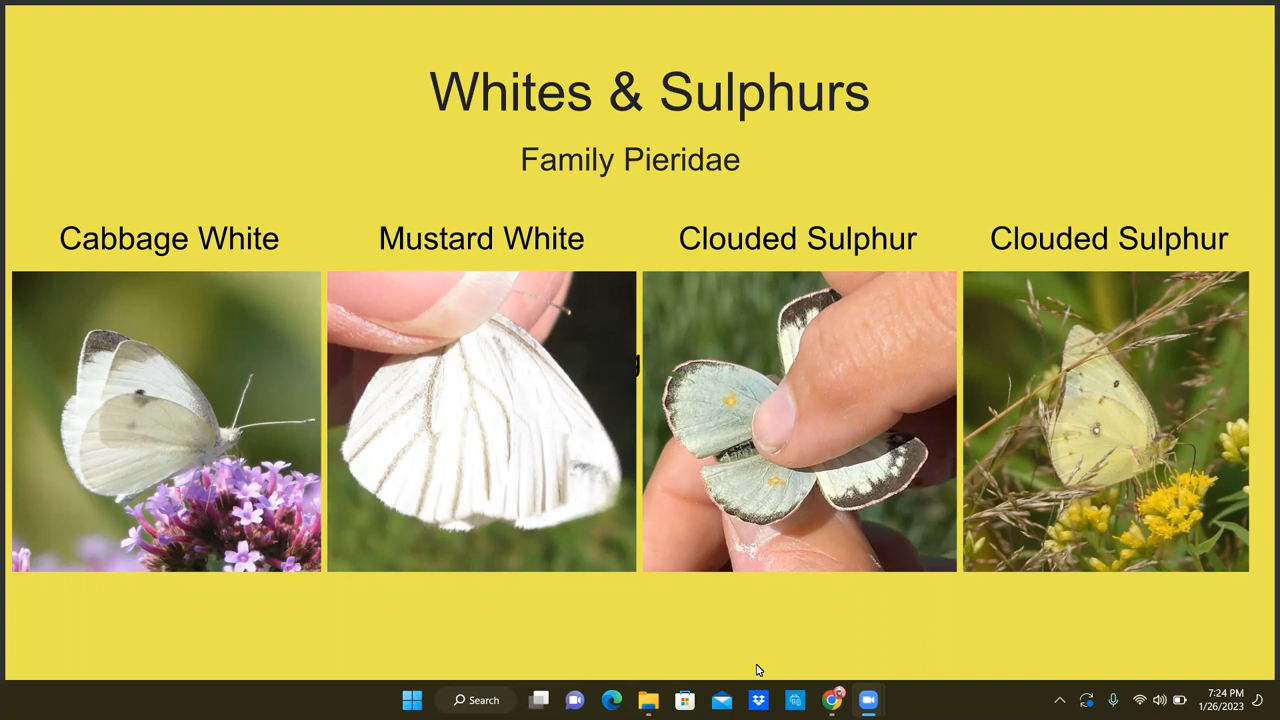 Whites & Sulphurs
Family Pieridae
Cabbage White
Mustard White
Clouded Sulphur
Clouded Sulphur
Search
7:24 PM
1/26/2023